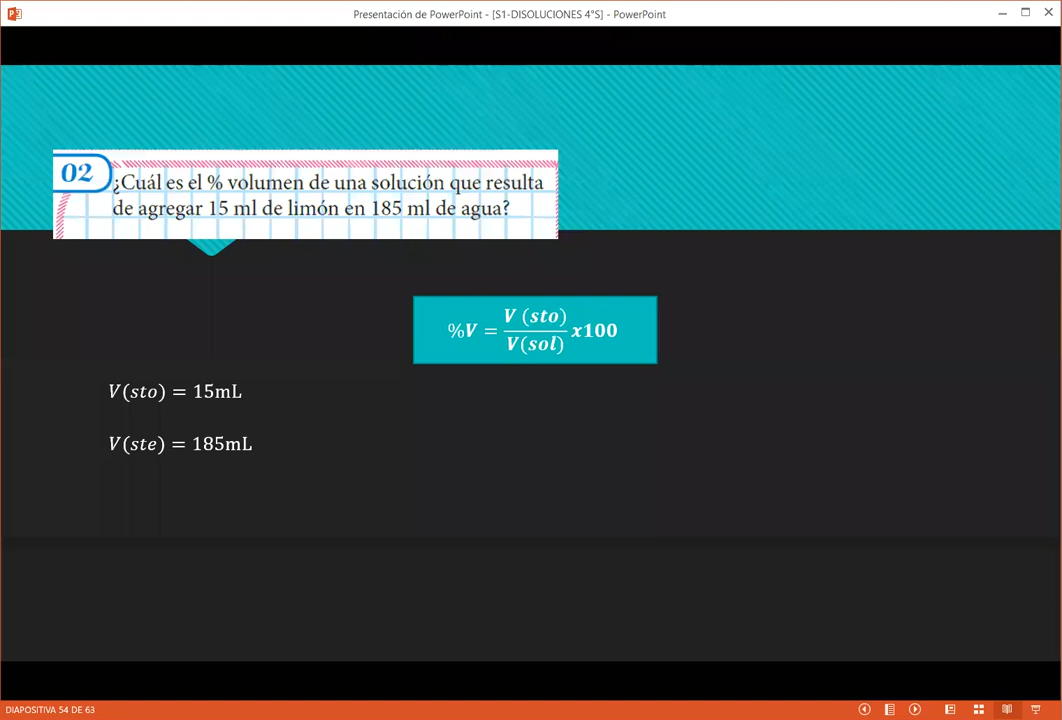 Presentación de PowerPoint - [S1-DISOLUCIONES 4°S] - PowerPoint
02
¿Cuál es el % volumen de una solución que resulta
de agregar 15 ml de limón en 185 ml de agua?
%V = V (sto) / V(sol) x100
V(sto) = 15mL
V(ste) = 185mL
DIAPOSITIVA 54 DE 63